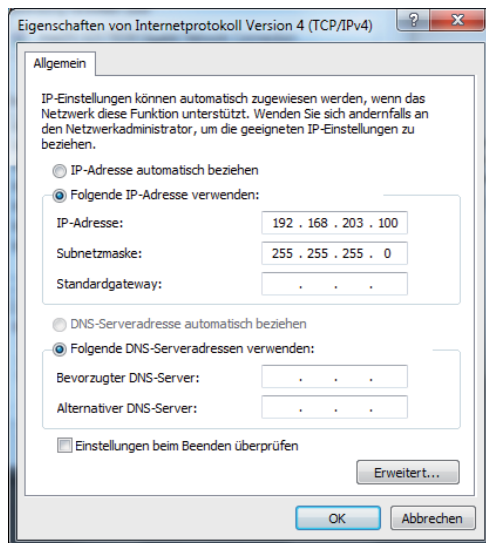 Eigenschaften von Internetprotokoll Version 4 (TCP/IPv4)
Allgemein
IP-Einstellungen können automatisch zugewiesen werden, wenn das
Netzwerk diese Funktion unterstützt. Wenden Sie sich andernfalls an
den Netzwerkadministrator, um die geeigneten IP-Einstellungen zu
beziehen.
IP-Adresse automatisch beziehen
Folgende IP-Adresse verwenden:
IP-Adresse: 192 . 168 . 203 . 100
Subnetzmaske: 255 . 255 . 255 . 0
Standardgateway: . . .
DNS-Serveradresse automatisch beziehen
Folgende DNS-Serveradressen verwenden:
Bevorzugter DNS-Server: . . .
Alternativer DNS-Server: . . .
Einstellungen beim Beenden überprüfen
Erweitert...
OK Abbrechen